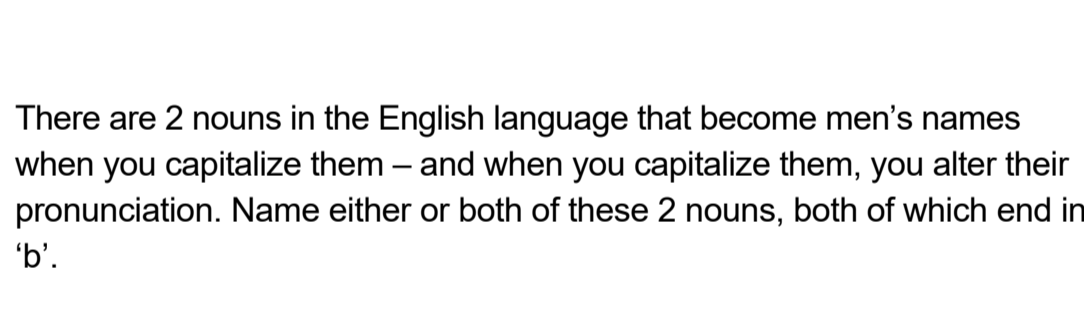 There are 2 nouns in the English language that become men’s names
when you capitalize them – and when you capitalize them, you alter their
pronunciation. Name either or both of these 2 nouns, both of which end in
‘b’.